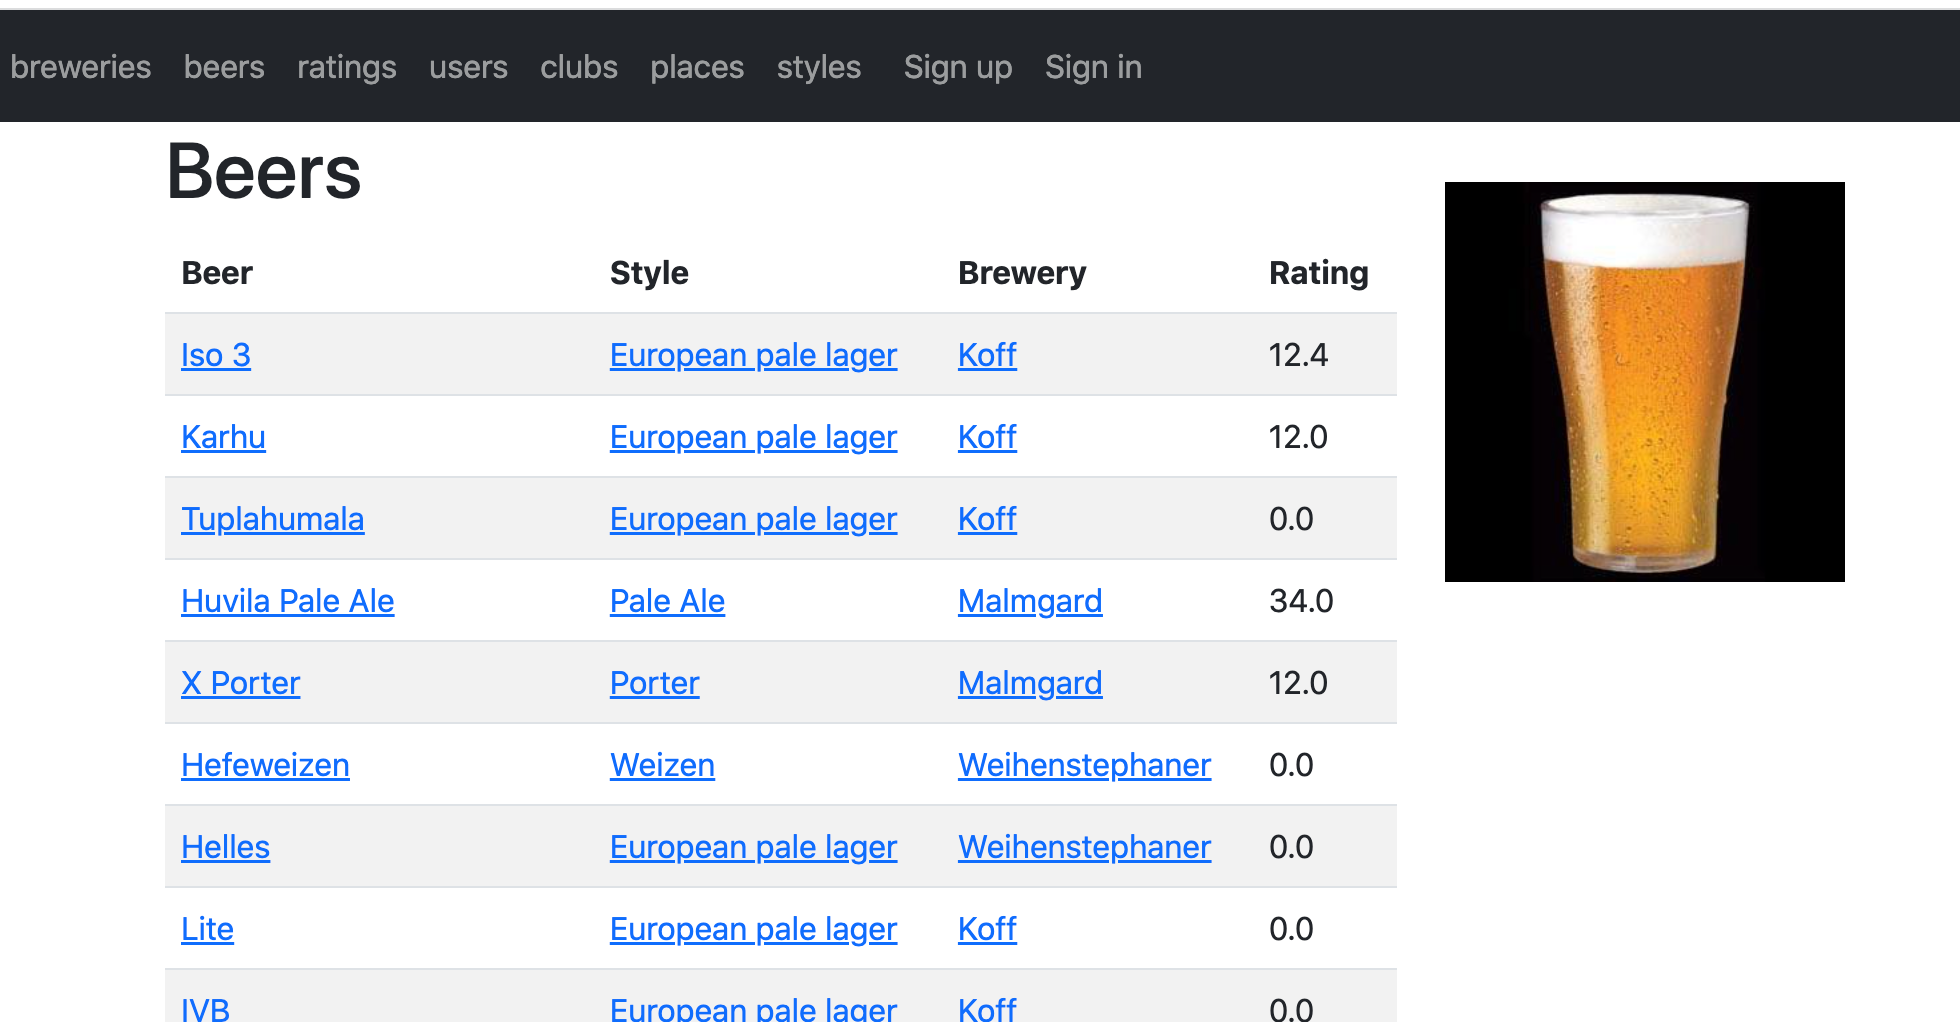 breweries beers ratings users clubs places styles Sign up Sign in
Beers
Beer Style Brewery Rating
Iso 3 European pale lager Koff 12.4
Karhu European pale lager Koff 12.0
Tuplahumala European pale lager Koff 0.0
Huvila Pale Ale Pale Ale Malmgard 34.0
X Porter Porter Malmgard 12.0
Hefeweizen Weizen Weihenstephaner 0.0
Helles European pale lager Weihenstephaner 0.0
Lite European pale lager Koff 0.0
IVB European pale lager Koff 0.0